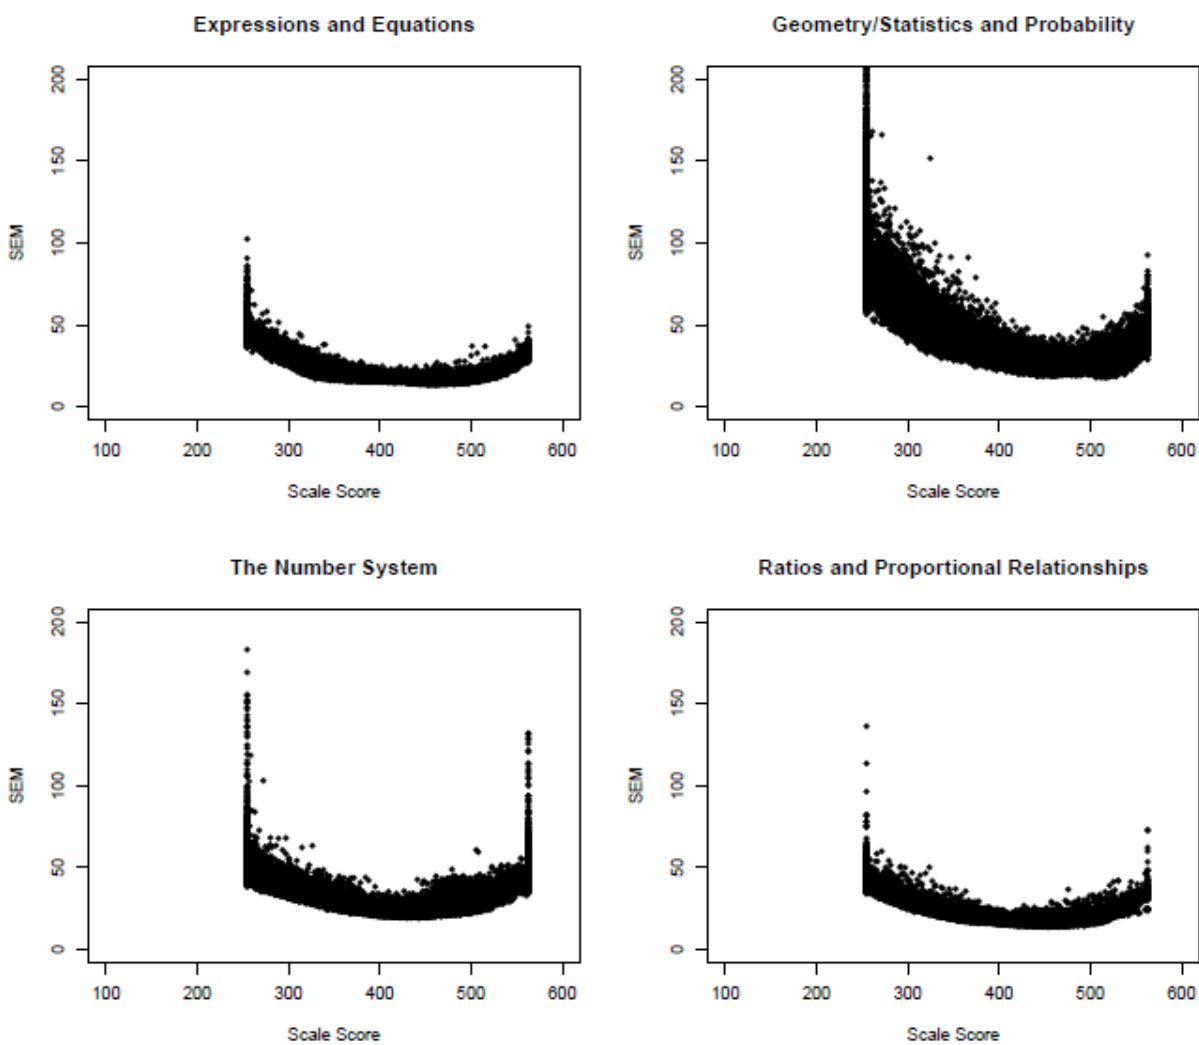 Expressions and Equations
SEM
200
150
100
50
0
100 200 300 400 500 600
Scale Score
Geometry/Statistics and Probability
SEM
200
150
100
50
0
100 200 300 400 500 600
Scale Score
The Number System
SEM
200
150
100
50
0
100 200 300 400 500 600
Scale Score
Ratios and Proportional Relationships
SEM
200
150
100
50
0
100 200 300 400 500 600
Scale Score